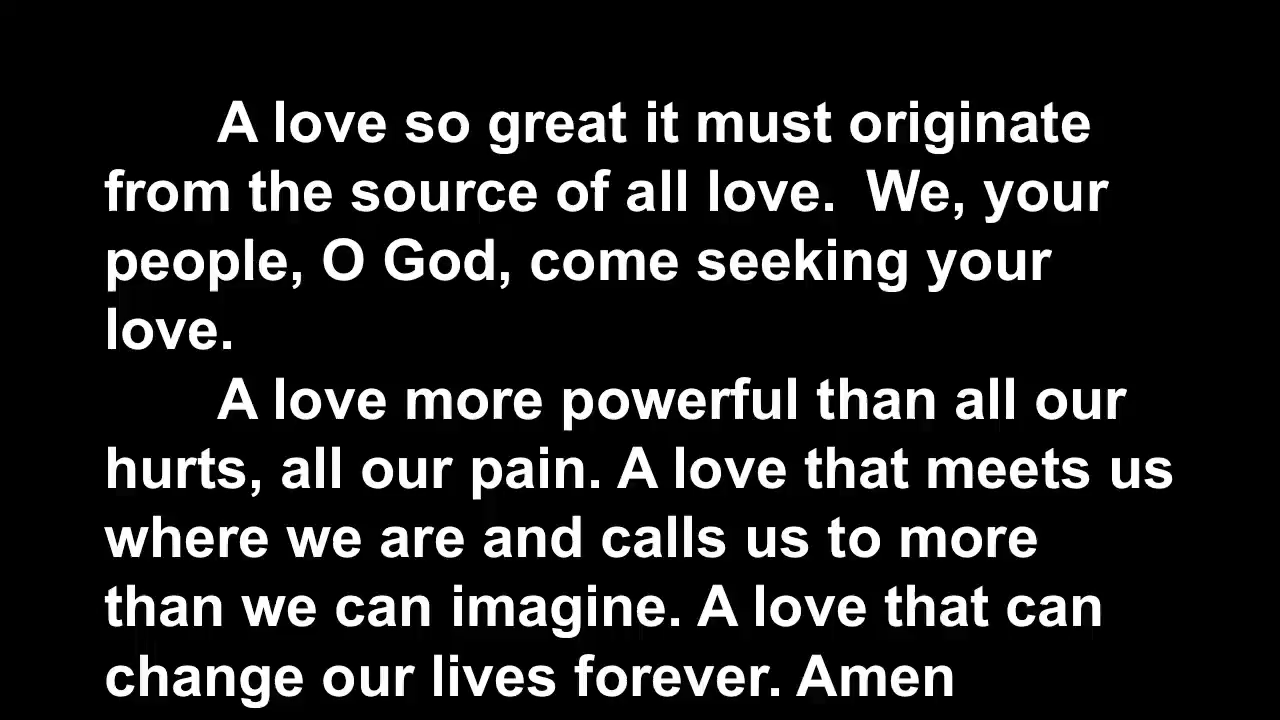 A love so great it must originate
from the source of all love.  We, your
people, O God, come seeking your
love.
A love more powerful than all our
hurts, all our pain. A love that meets us
where we are and calls us to more
than we can imagine. A love that can
change our lives forever. Amen